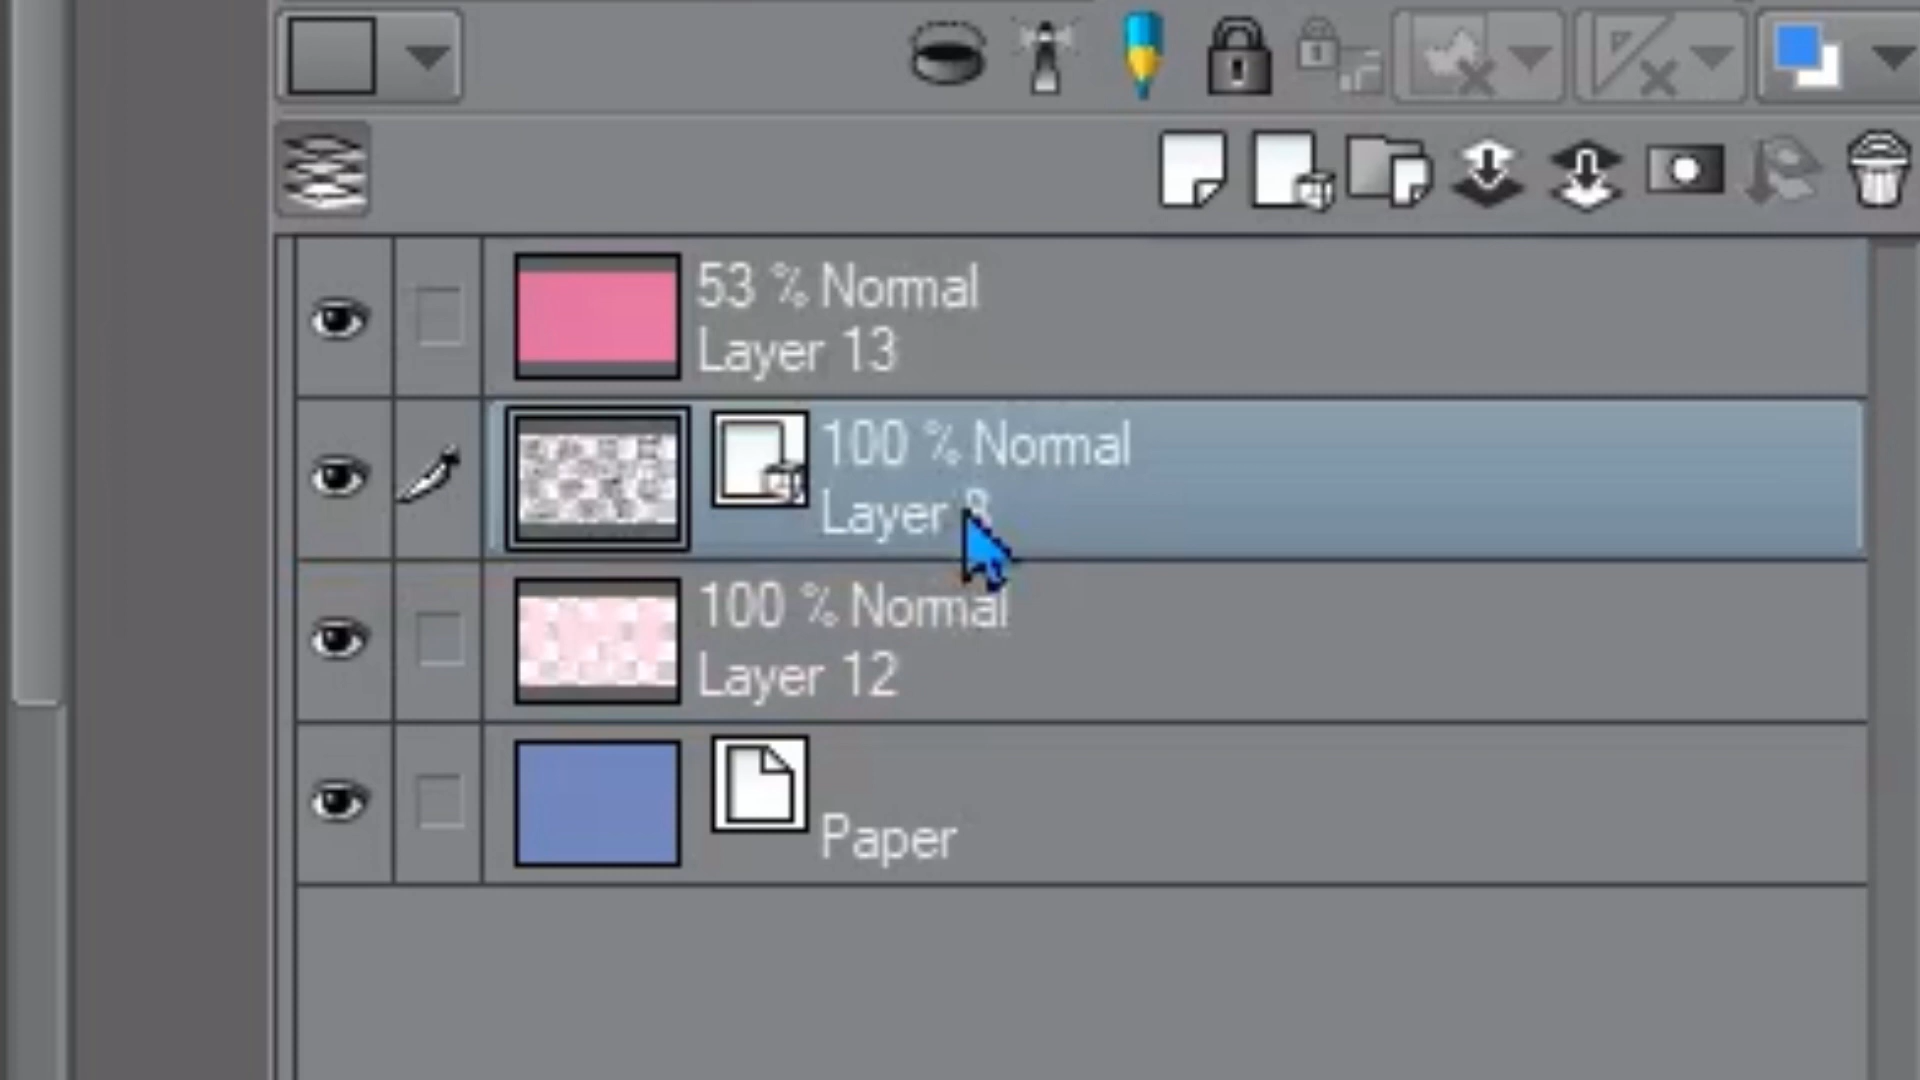 53 % Normal
Layer 13
100 % Normal
Layer
100 % Normal
Layer 12
Paper